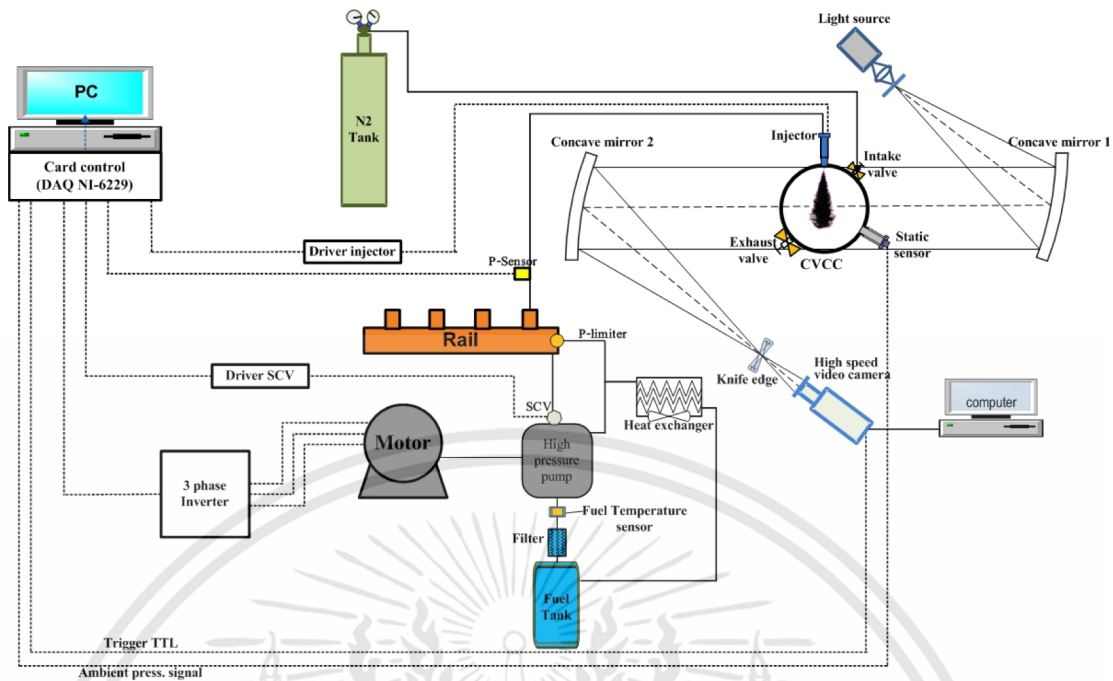 Light source
PC
N2
Tank
Card control
(DAQ NI-6229)
Injector
Concave mirror 2
Concave mirror 1
Intake
valve
Exhaust
valve
Static
sensor
CVCC
Driver injector
P-Sensor
Rail
P-limiter
Knife edge
High speed
video camera
computer
Driver SCV
SCV
Heat exchanger
Motor
High
pressure
pump
3 phase
Inverter
Fuel Temperature
sensor
Filter
Fuel
Tank
Trigger TTL
Ambient press. signal